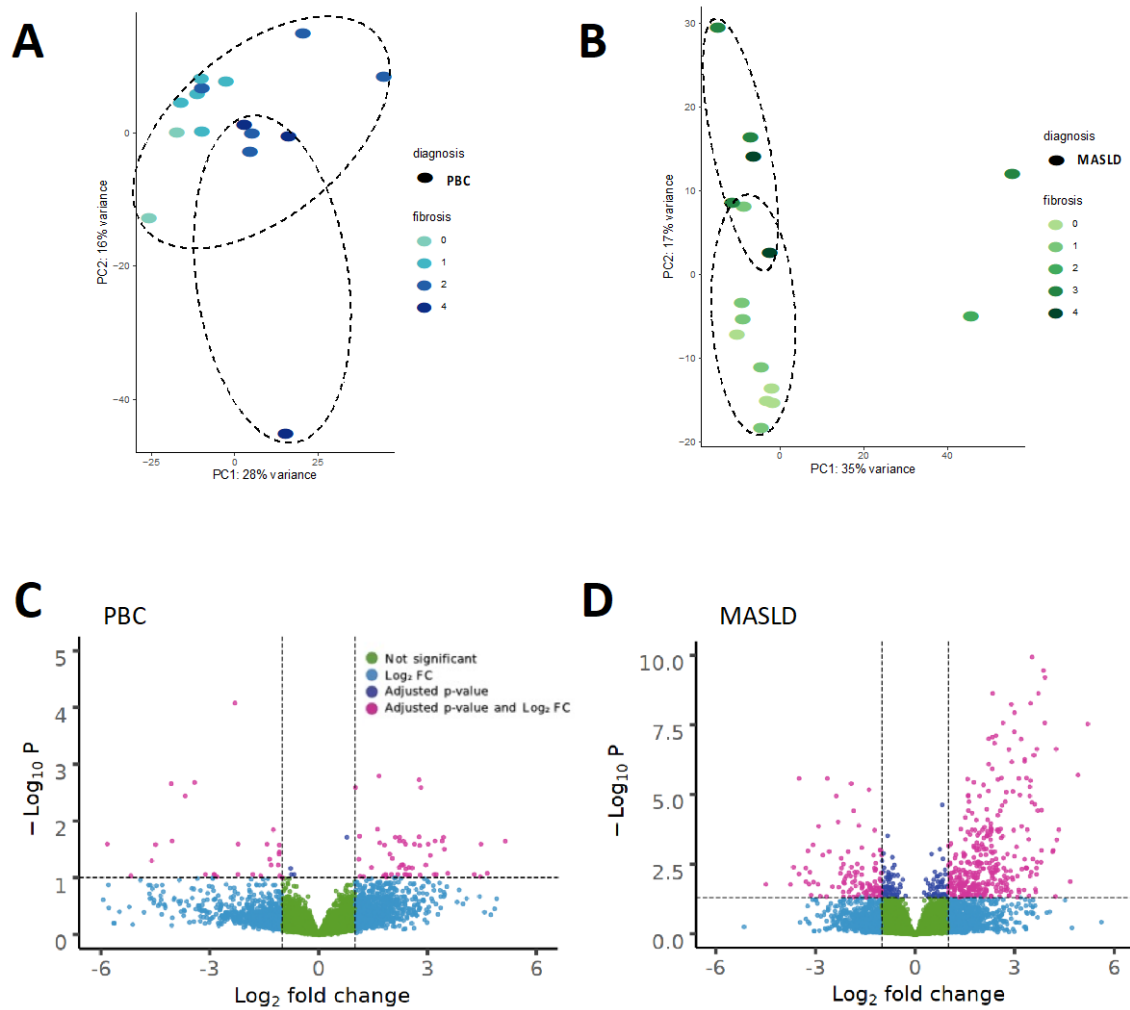 A
B
0
−20
−40
−25
0
25
PC1: 28% variance
PC2: 16% variance
diagnosis
PBC
fibrosis
0
1
2
4
30
20
10
0
−10
−20
0
20
40
PC1: 35% variance
PC2: 17% variance
diagnosis
MASLD
fibrosis
0
1
2
3
4
C
PBC
D
MASLD
5
4
3
2
1
0
− Log₁₀ P
Not significant
Log₂ FC
Adjusted p-value
Adjusted p-value and Log₂ FC
-6
-3
0
3
6
Log₂ fold change
10.0
7.5
5.0
2.5
0.0
− Log₁₀ P
-6
-3
0
3
6
Log₂ fold change